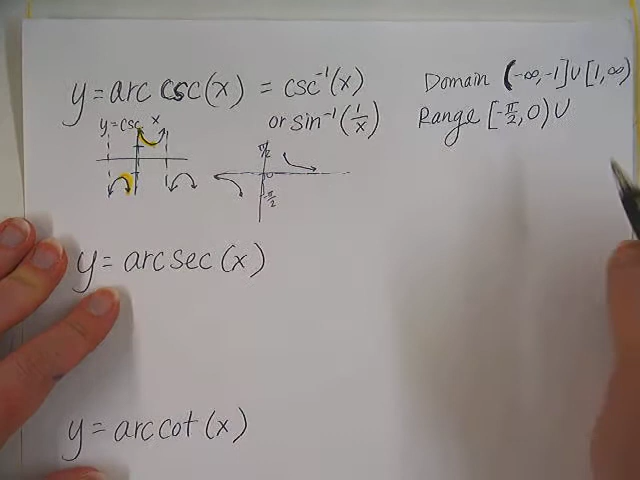 y = arc csc(x) = csc⁻¹(x)
or sin⁻¹(1/x)
Domain (-∞, -1] ∪ [1, ∞)
Range [-π/2, 0) ∪
y = csc x
π/2
0
-π/2
y = arcsec(x)
y = arccot(x)